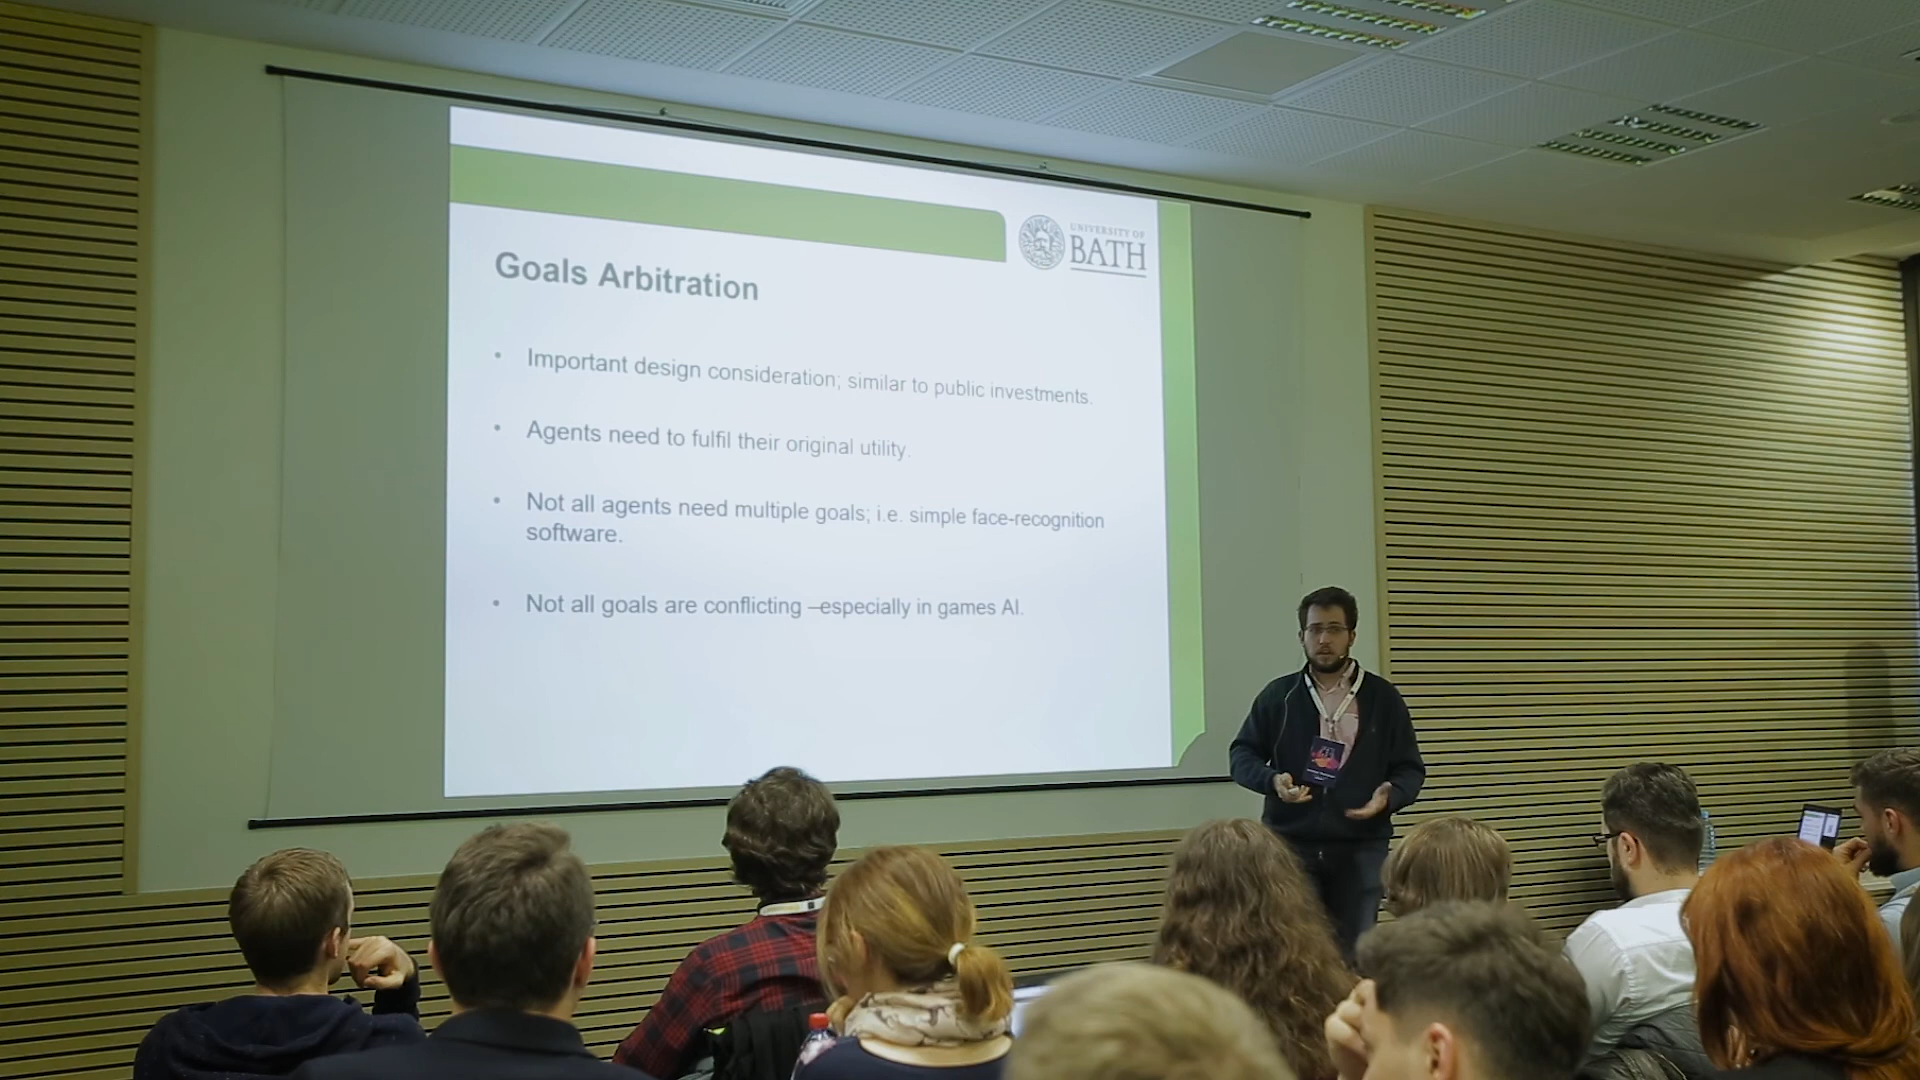 UNIVERSITY OF
BATH
Goals Arbitration
• Important design consideration; similar to public investments.
• Agents need to fulfil their original utility.
• Not all agents need multiple goals; i.e. simple face-recognition
software.
• Not all goals are conflicting –especially in games AI.